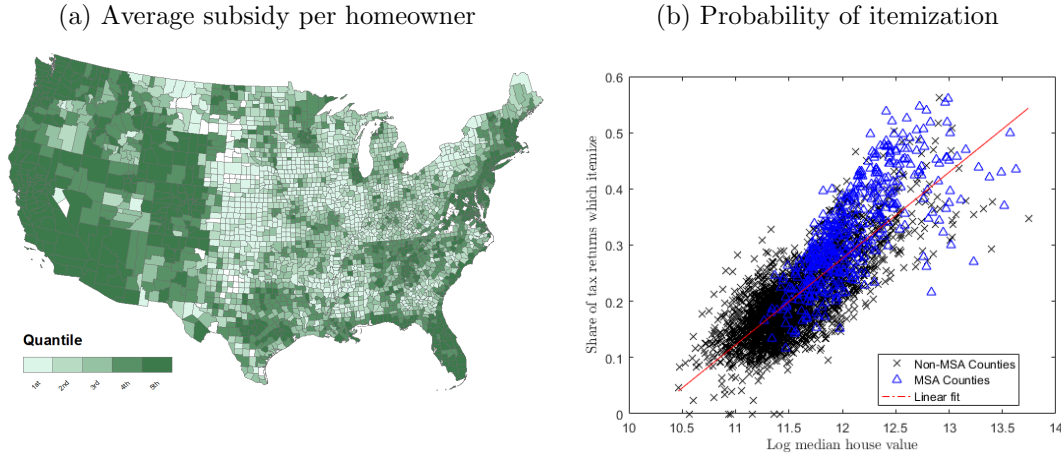 (a) Average subsidy per homeowner
Quantile
1st 2nd 3rd 4th 5th
(b) Probability of itemization
Share of tax returns which itemize
0.6
0.5
0.4
0.3
0.2
0.1
0
Non-MSA Counties
MSA Counties
Linear fit
10 10.5 11 11.5 12 12.5 13 13.5 14
Log median house value